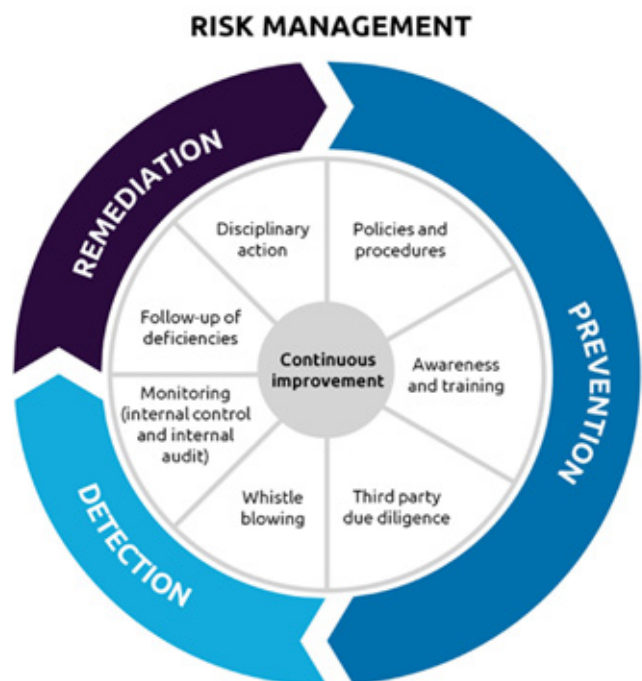 RISK MANAGEMENT
REMEDIATION
PREVENTION
DETECTION
Disciplinary
action
Policies and
procedures
Follow-up of
deficiencies
Continuous
improvement
Awareness
and training
Monitoring
(internal control
and internal
audit)
Whistle
blowing
Third party
due diligence